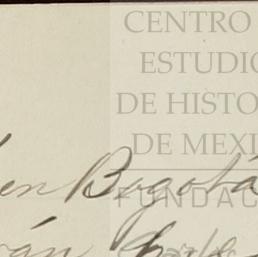 CENTRO
ESTUDIO
DE HISTO
DE MEXI
FUNDAC
en Bogotá